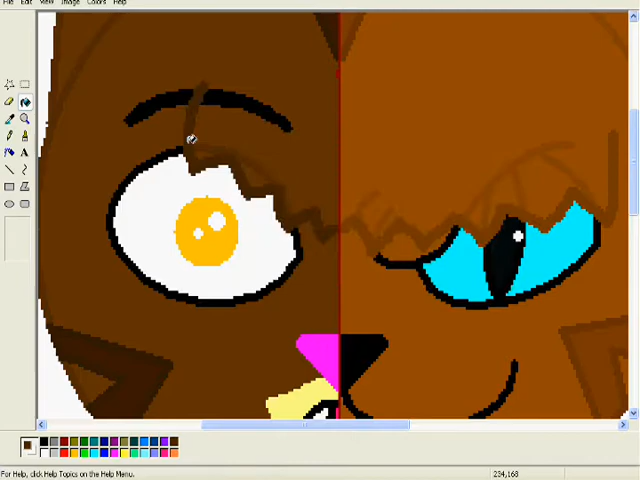 File Edit View Image Colors Help
A
For Help, click Help Topics on the Help Menu.
234,168